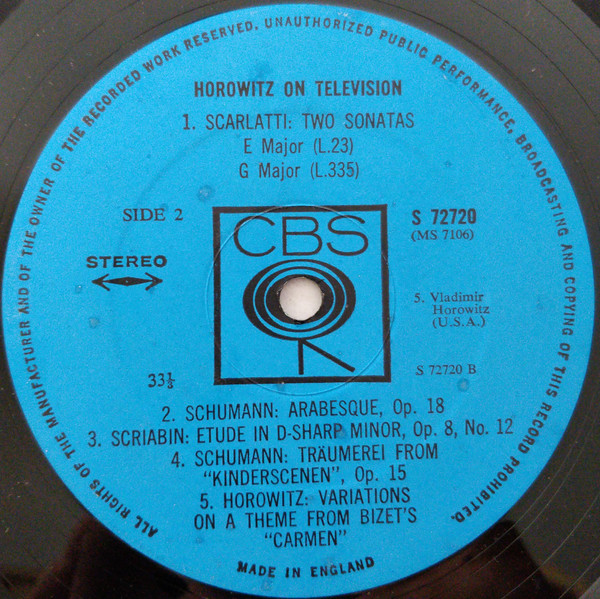 ALL RIGHTS OF THE MANUFACTURER AND OF THE OWNER OF THE RECORDED WORK RESERVED. UNAUTHORIZED PUBLIC PERFORMANCE, BROADCASTING AND COPYING OF THIS RECORD PROHIBITED.
HOROWITZ ON TELEVISION
1. SCARLATTI: TWO SONATAS
E Major (L.23)
G Major (L.335)
SIDE 2
CBS
S 72720
(MS 7106)
STEREO
5. Vladimir
Horowitz
(U.S.A.)
33⅓
S 72720 B
2. SCHUMANN: ARABESQUE, Op. 18
3. SCRIABIN: ETUDE IN D-SHARP MINOR, Op. 8, No. 12
4. SCHUMANN: TRÄUMEREI FROM
“KINDERSCENEN”, Op. 15
5. HOROWITZ: VARIATIONS
ON A THEME FROM BIZET'S
“CARMEN”
MADE IN ENGLAND